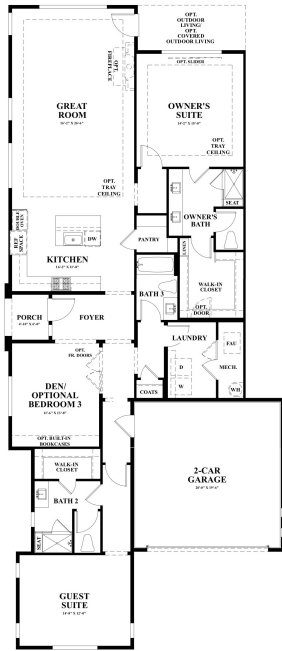 OPT.
OUTDOOR
LIVING/
OPT.
COVERED
OUTDOOR LIVING
OPT.
FIREPLACE
OPT. SLIDER
GREAT
ROOM
OWNER'S
SUITE
OPT.
TRAY
CEILING
OPT.
TRAY
CEILING
SEAT
DOUBLE
OVEN
REF.
SPACE
DW
KITCHEN
PANTRY
OWNER'S
BATH
LINEN
WALK-IN
CLOSET
OPT.
DOOR
BATH 3
PORCH
FOYER
LAUNDRY
FAU
MECH.
D
W
WH
COATS
OPT.
FR. DOORS
DEN/
OPTIONAL
BEDROOM 3
OPT. BUILT-IN
BOOKCASES
WALK-IN
CLOSET
BATH 2
SEAT
2-CAR
GARAGE
GUEST
SUITE